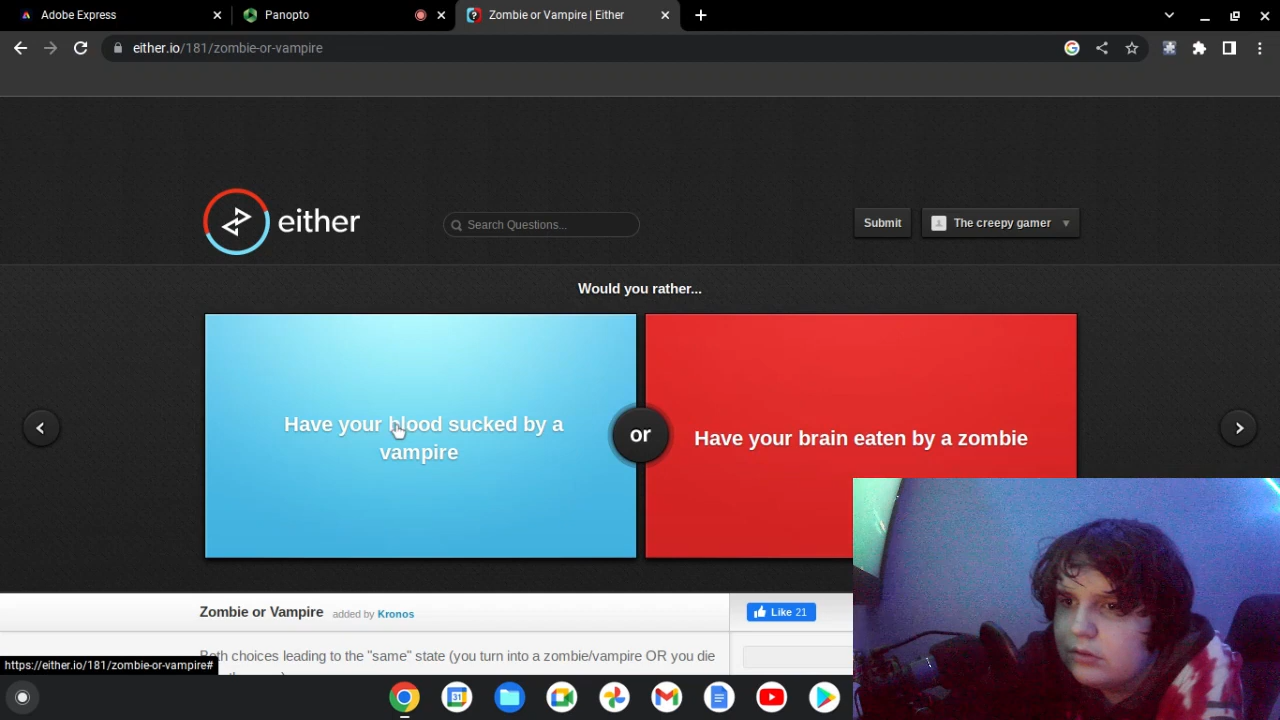 Adobe Express
Panopto
Zombie or Vampire | Either
either.io/181/zombie-or-vampire
either
Search Questions...
Submit
The creepy gamer
Would you rather...
Have your blood sucked by a
vampire
or
Have your brain eaten by a zombie
Zombie or Vampire added by Kronos
Like 21
Both choices leading to the "same" state (you turn into a zombie/vampire OR you die
https://either.io/181/zombie-or-vampire#
31